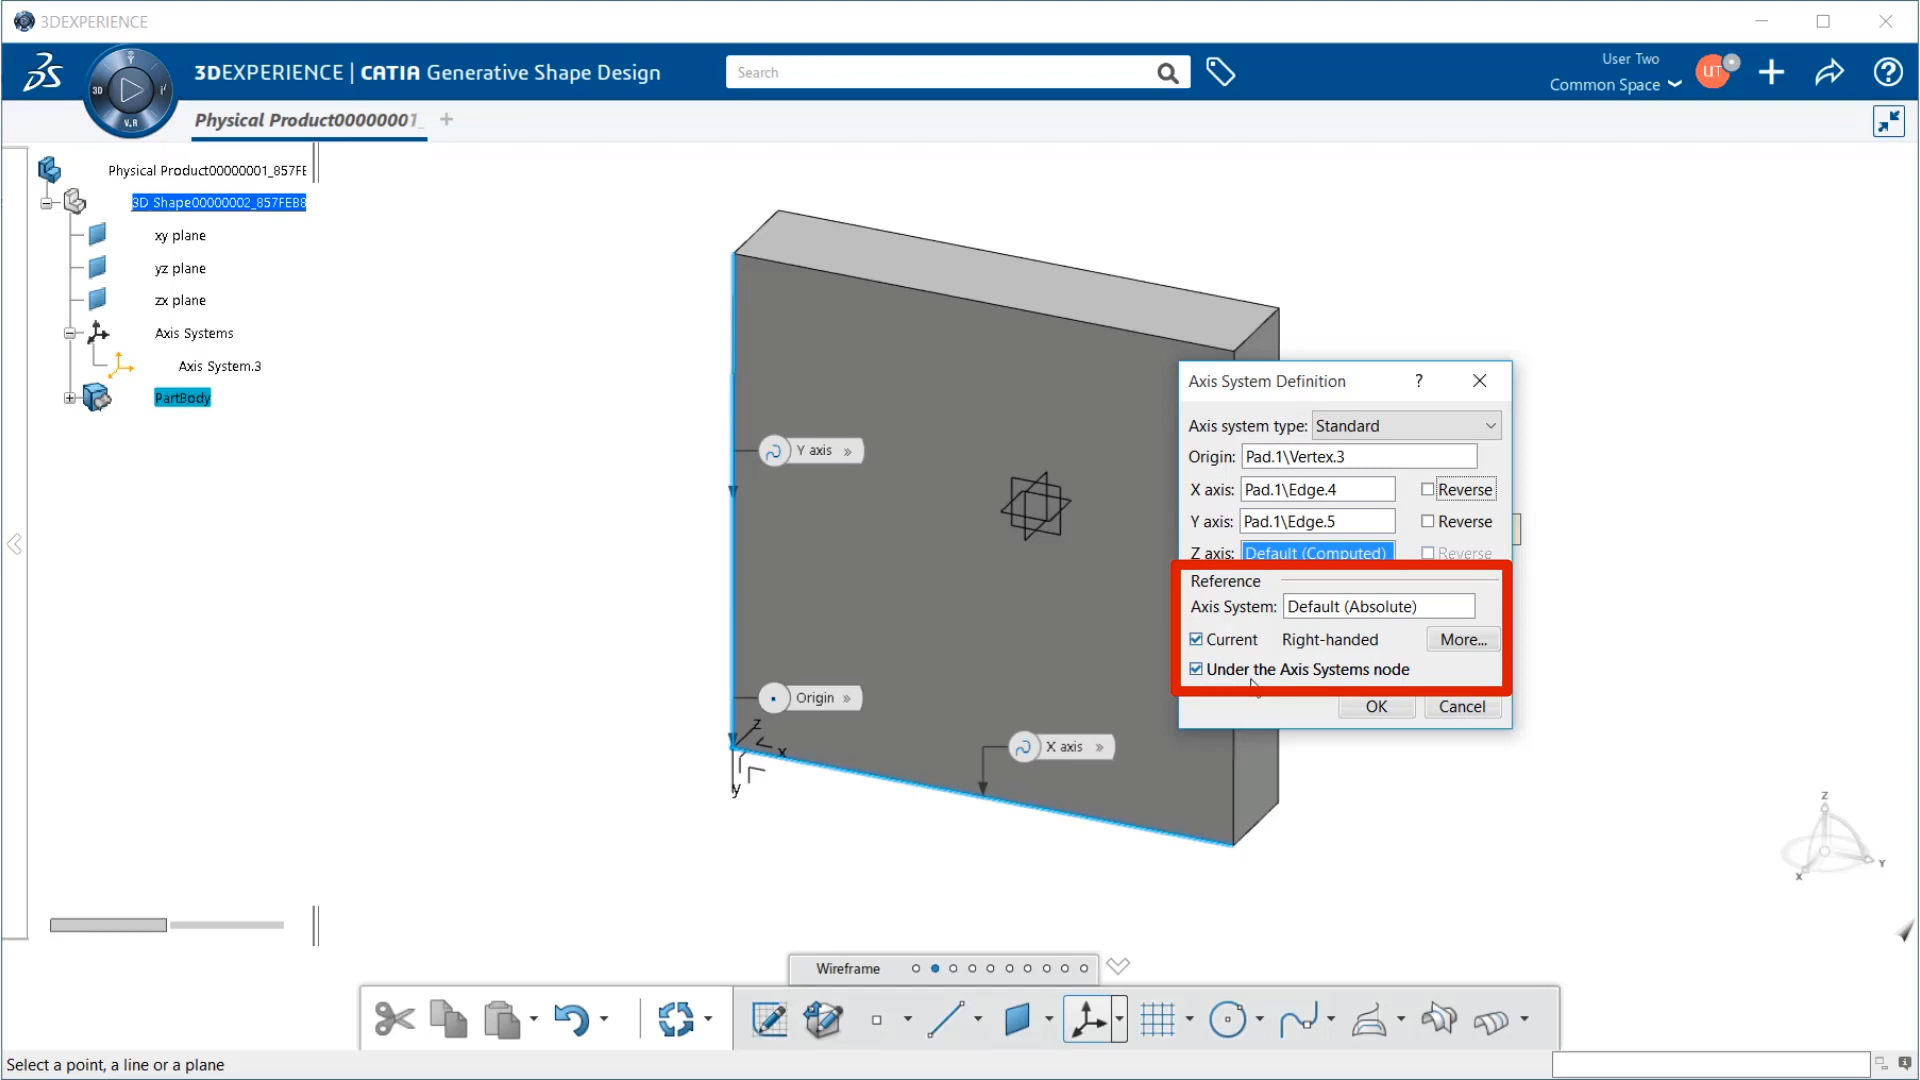 3DEXPERIENCE
3DEXPERIENCE | CATIA Generative Shape Design
Search
User Two
Common Space
UT
3D
V.R
Physical Product00000001_
Physical Product00000001_857FE
3D Shape00000002_857FEB8
xy plane
yz plane
zx plane
Axis Systems
Axis System.3
PartBody
Y axis »
Origin »
X axis »
z
x
y
Axis System Definition ?
Axis system type: Standard
Origin: Pad.1\Vertex.3
X axis: Pad.1\Edge.4 Reverse
Y axis: Pad.1\Edge.5 Reverse
Z axis: Default (Computed) Reverse
Reference
Axis System: Default (Absolute)
Current Right-handed More...
Under the Axis Systems node
OK Cancel
Z
Y
X
Wireframe
Select a point, a line or a plane